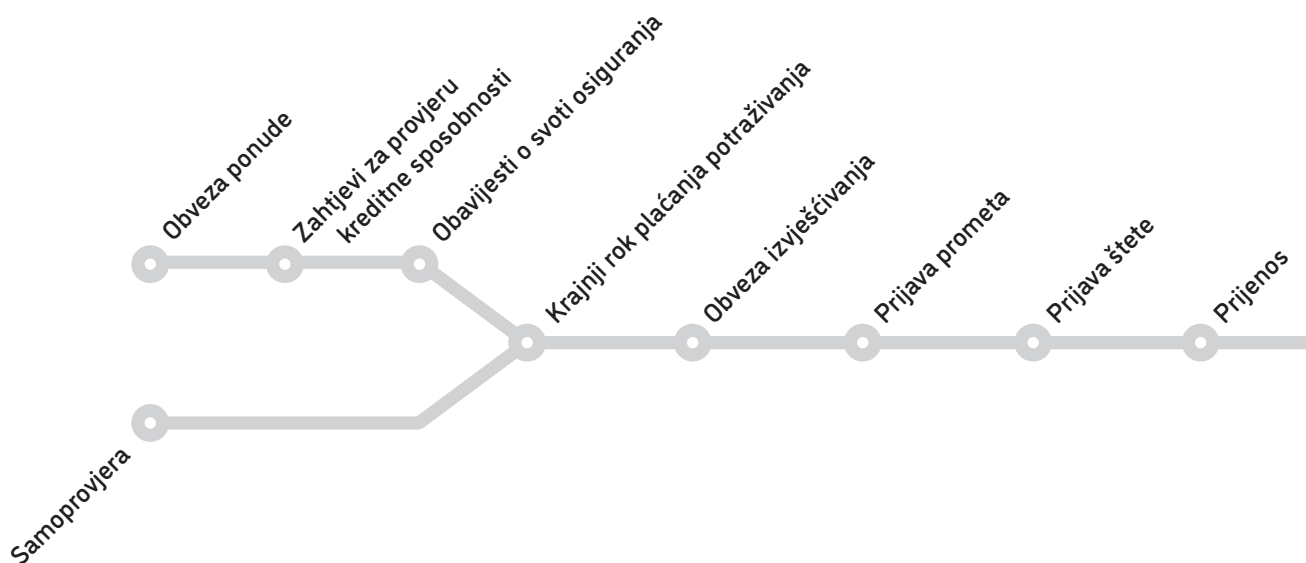 Obveza ponude
Zahtjevi za provjeru
kreditne sposobnosti
Obavijesti o svoti osiguranja
Krajnji rok plaćanja potraživanja
Obveza izvješćivanja
Prijava prometa
Prijava štete
Prijenos
Samoprovjera